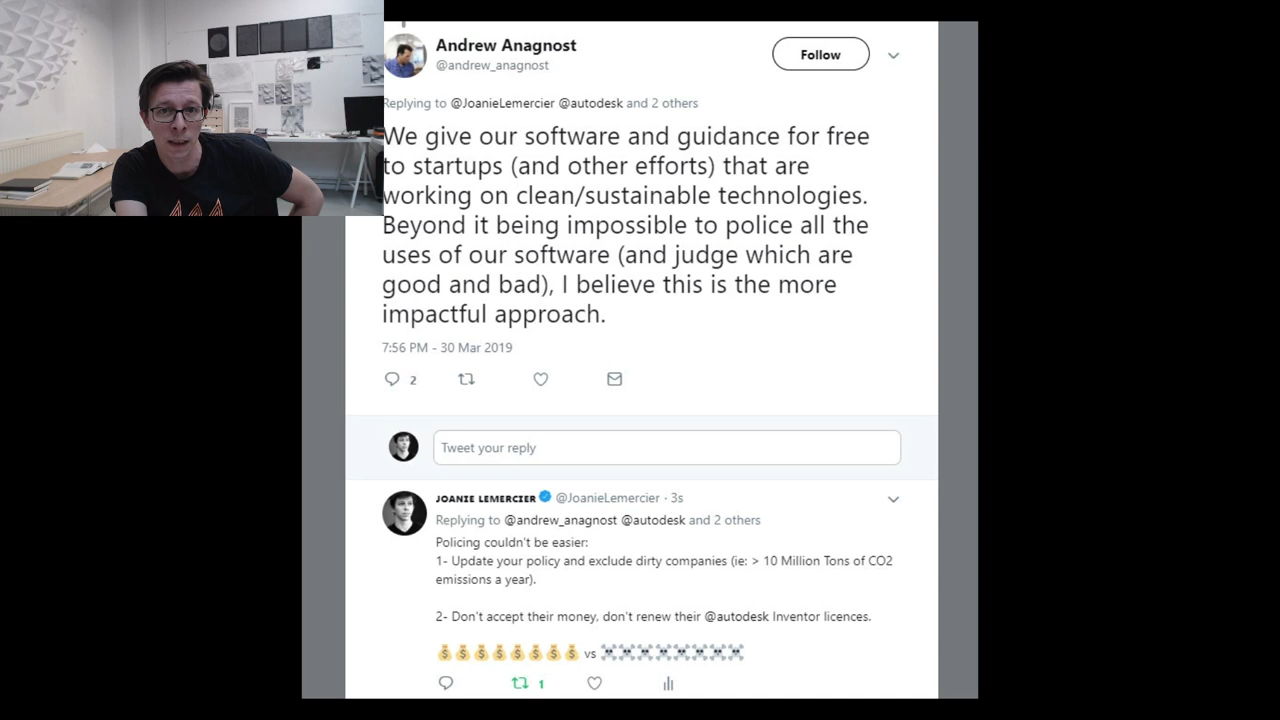 Andrew Anagnost
@andrew_anagnost
Follow
Replying to @JoanieLemercier @autodesk and 2 others
We give our software and guidance for free
to startups (and other efforts) that are
working on clean/sustainable technologies.
Beyond it being impossible to police all the
uses of our software (and judge which are
good and bad), I believe this is the more
impactful approach.
7:56 PM - 30 Mar 2019
2
Tweet your reply
JOANIE LEMERCIER @JoanieLemercier · 3s
Replying to @andrew_anagnost @autodesk and 2 others
Policing couldn't be easier:
1- Update your policy and exclude dirty companies (ie: > 10 Million Tons of CO2
emissions a year).
2- Don't accept their money, don't renew their @autodesk Inventor licences.
💰💰💰💰💰💰💰💰 vs ☠☠☠☠☠☠☠☠
1